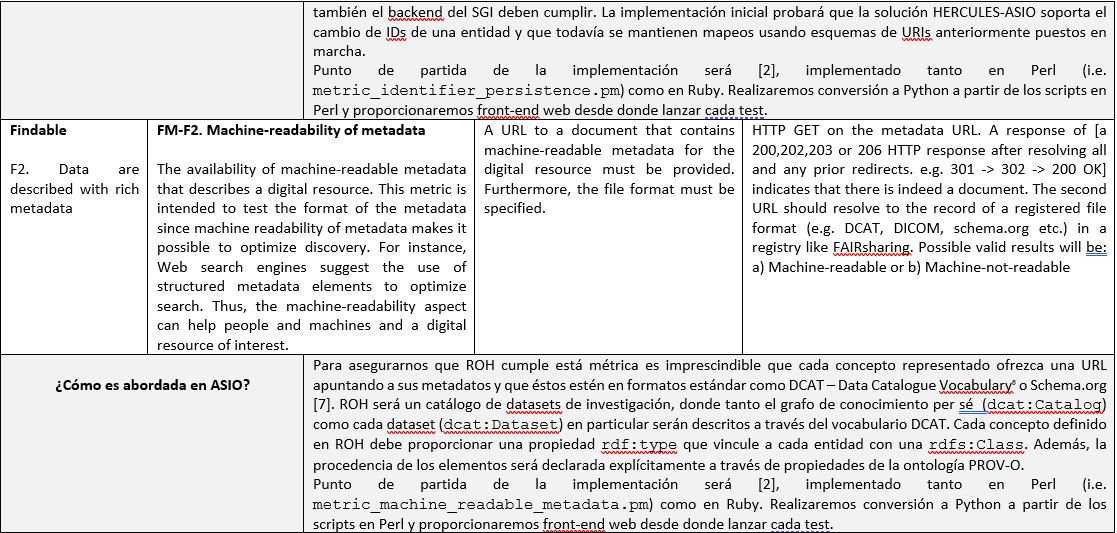 también el backend del SGI deben cumplir. La implementación inicial probará que la solución HERCULES-ASIO soporta el
cambio de IDs de una entidad y que todavía se mantienen mapeos usando esquemas de URIs anteriormente puestos en
marcha.
Punto de partida de la implementación será [2], implementado tanto en Perl (i.e.
metric_identifier_persistence.pm) como en Ruby. Realizaremos conversión a Python a partir de los scripts en
Perl y proporcionaremos front-end web desde donde lanzar cada test.
Findable
F2. Data are
described with rich
metadata
FM-F2. Machine-readability of metadata
The availability of machine-readable metadata
that describes a digital resource. This metric is
intended to test the format of the metadata
since machine readability of metadata makes it
possible to optimize discovery. For instance,
Web search engines suggest the use of
structured metadata elements to optimize
search. Thus, the machine-readability aspect
can help people and machines and a digital
resource of interest.
A URL to a document that contains
machine-readable metadata for the
digital resource must be provided.
Furthermore, the file format must be
specified.
HTTP GET on the metadata URL. A response of [a
200,202,203 or 206 HTTP response after resolving all
and any prior redirects. e.g. 301 -> 302 -> 200 OK]
indicates that there is indeed a document. The second
URL should resolve to the record of a registered file
format (e.g. DCAT, DICOM, schema.org etc.) in a
registry like FAIRsharing. Possible valid results will be:
a) Machine-readable or b) Machine-not-readable
¿Cómo es abordada en ASIO?
Para asegurarnos que ROH cumple está métrica es imprescindible que cada concepto representado ofrezca una URL
apuntando a sus metadatos y que éstos estén en formatos estándar como DCAT – Data Catalogue Vocabulary o Schema.org
[7]. ROH será un catálogo de datasets de investigación, donde tanto el grafo de conocimiento per sé (dcat:Catalog)
como cada dataset (dcat:Dataset) en particular serán descritos a través del vocabulario DCAT. Cada concepto definido
en ROH debe proporcionar una propiedad rdf:type que vincule a cada entidad con una rdfs:Class. Además, la
procedencia de los elementos será declarada explícitamente a través de propiedades de la ontología PROV-O.
Punto de partida de la implementación será [2], implementado tanto en Perl (i.e.
metric_machine_readable_metadata.pm) como en Ruby. Realizaremos conversión a Python a partir de los
scripts en Perl y proporcionaremos front-end web desde donde lanzar cada test.